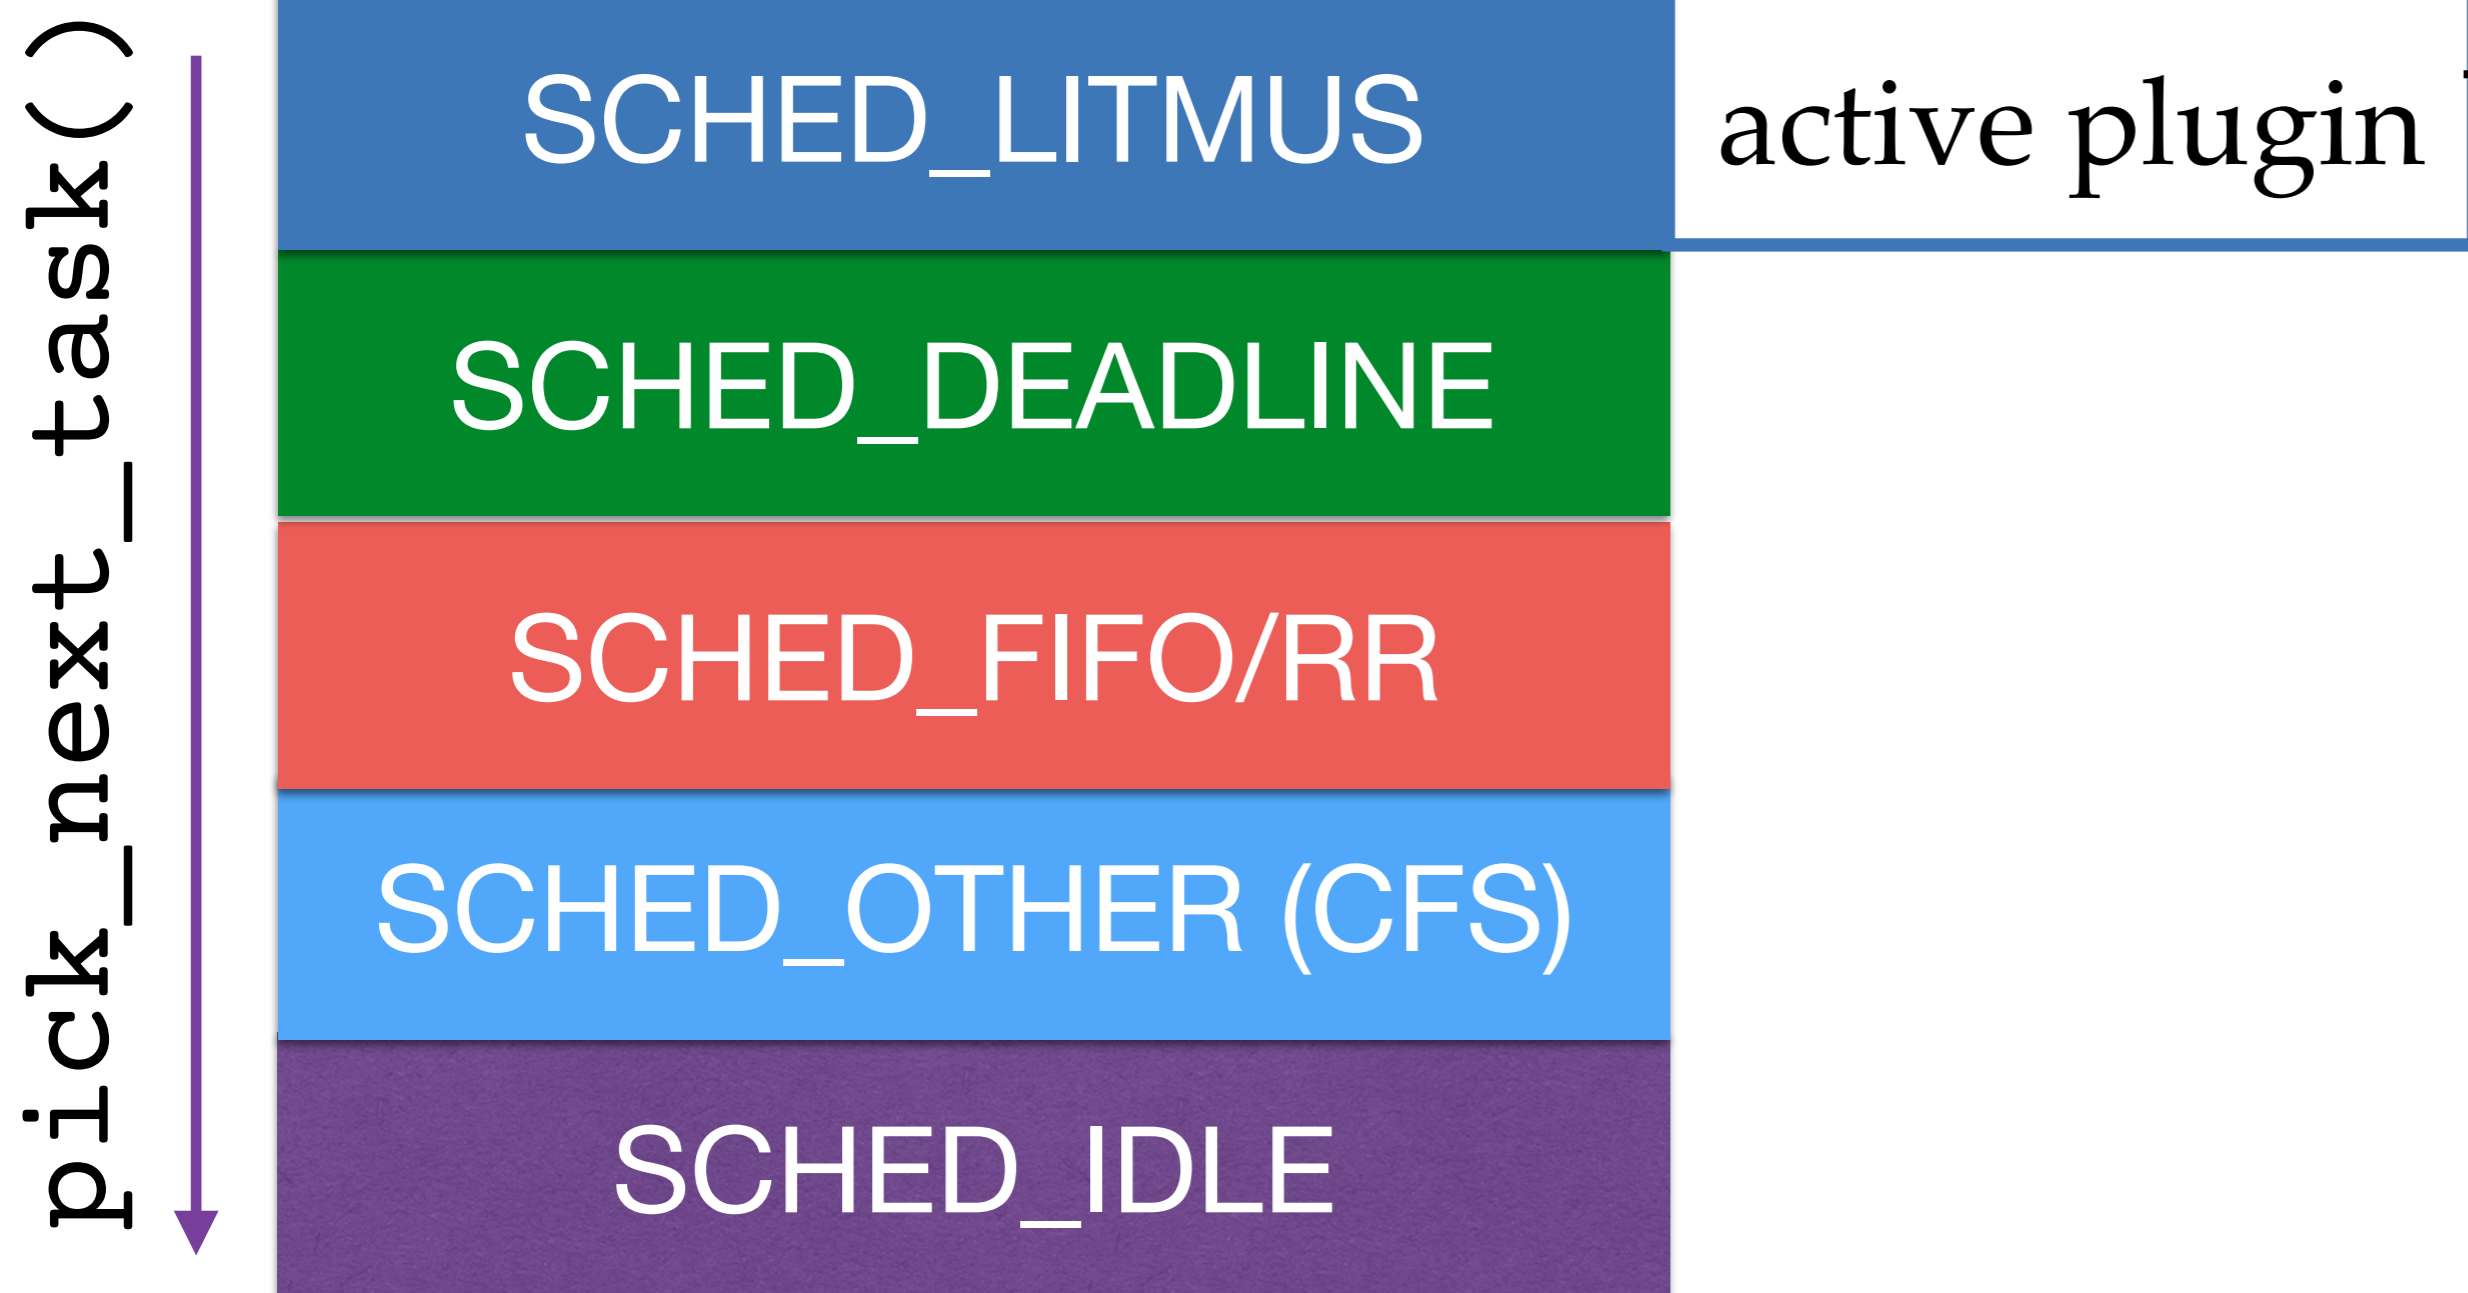 pick_next_task()
SCHED_LITMUS
active plugin
SCHED_DEADLINE
SCHED_FIFO/RR
SCHED_OTHER (CFS)
SCHED_IDLE